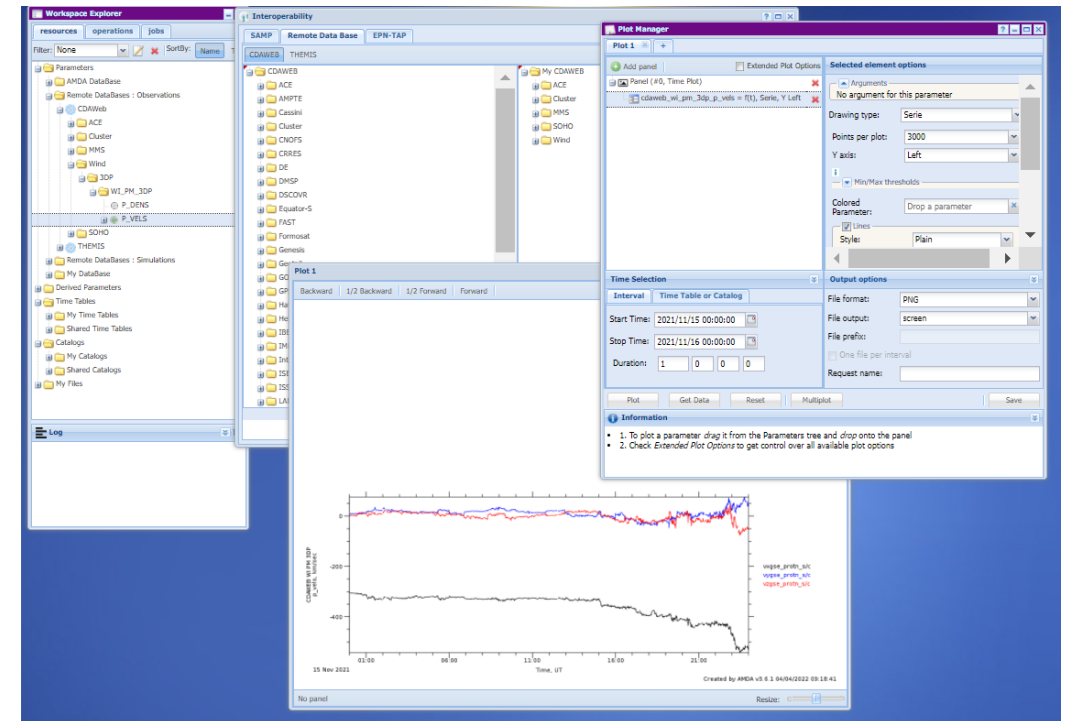 Workspace Explorer
resources operations jobs
Filter: None SortBy: Name
Parameters
AMDA DataBase
Remote DataBases : Observations
CDAWeb
ACE
Cluster
MMS
Wind
3DP
WI_PM_3DP
P_DENS
P_VELS
SOHO
THEMIS
Remote DataBases : Simulations
My DataBase
Derived Parameters
Time Tables
My Time Tables
Shared Time Tables
Catalogs
My Catalogs
Shared Catalogs
My Files
Log
Interoperability
SAMP Remote Data Base EPN-TAP
CDAWEB THEMIS
CDAWEB
ACE
AMPTE
Cassini
Cluster
CNOFS
CRRES
DE
DMSP
DSCOVR
Equator-S
FAST
Formosat
Genesis
My CDAWEB
ACE
Cluster
MMS
SOHO
Wind
Plot 1
Backward 1/2 Backward 1/2 Forward Forward
0
-200
-400
CDAWEB WI PM 3DP
p_vels, km/sec
vxgse_protn_s/c
vygse_protn_s/c
vzgse_protn_s/c
01:00 06:00 11:00 16:00 21:00
15 Nov 2021 Time, UT
Created by AMDA v3.6.1 04/04/2022 09:18:41
No panel Resize:
Plot Manager
Plot 1 +
Add panel Extended Plot Options
Panel (#0, Time Plot)
cdaweb_wi_pm_3dp_p_vels = f(t), Serie, Y Left
Selected element options
Arguments
No argument for this parameter
Drawing type: Serie
Points per plot: 3000
Y axis: Left
Min/Max thresholds
Colored
Parameter: Drop a parameter
Lines
Style: Plain
Time Selection
Interval Time Table or Catalog
Start Time: 2021/11/15 00:00:00
Stop Time: 2021/11/16 00:00:00
Duration: 1 0 0 0
Output options
File format: PNG
File output: screen
File prefix:
One file per interval
Request name:
Plot Get Data Reset Multiplot Save
Information
• 1. To plot a parameter drag it from the Parameters tree and drop onto the panel
• 2. Check Extended Plot Options to get control over all available plot options